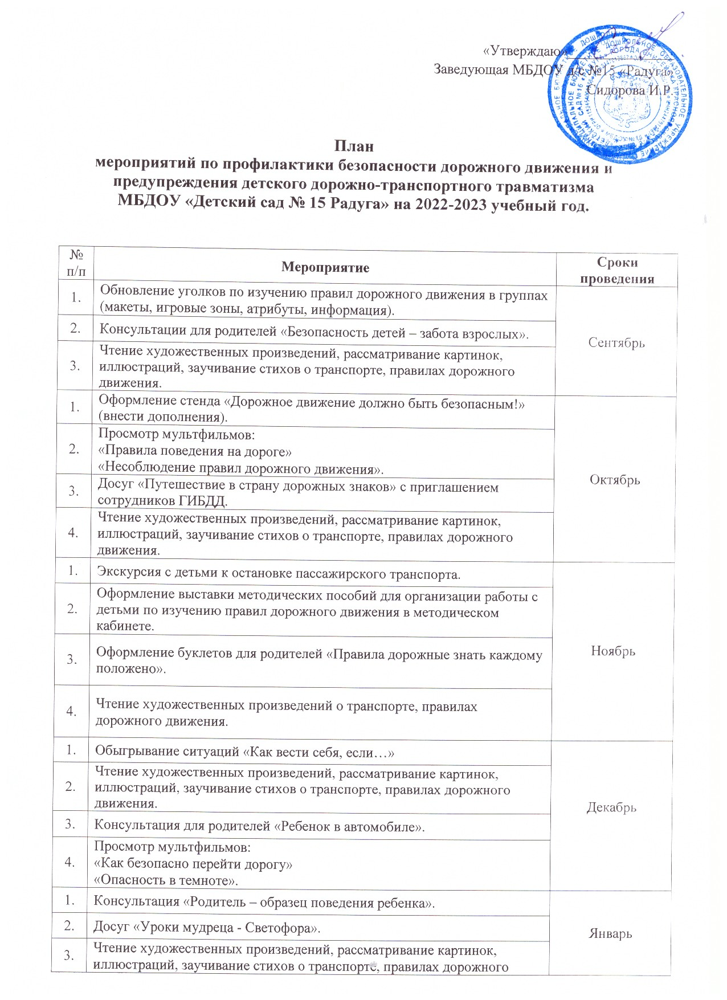 «Утверждаю»
Заведующая МБДОУ д/с №15 «Радуга»
Сидорова И.Р.
План
мероприятий по профилактики безопасности дорожного движения и
предупреждения детского дорожно-транспортного травматизма
МБДОУ «Детский сад № 15 Радуга» на 2022-2023 учебный год.
№
п/п
Мероприятие
Сроки
проведения
1.
Обновление уголков по изучению правил дорожного движения в группах
(макеты, игровые зоны, атрибуты, информация).
Сентябрь
2.
Консультации для родителей «Безопасность детей – забота взрослых».
3.
Чтение художественных произведений, рассматривание картинок,
иллюстраций, заучивание стихов о транспорте, правилах дорожного
движения.
1.
Оформление стенда «Дорожное движение должно быть безопасным!»
(внести дополнения).
Октябрь
2.
Просмотр мультфильмов:
«Правила поведения на дороге»
«Несоблюдение правил дорожного движения».
3.
Досуг «Путешествие в страну дорожных знаков» с приглашением
сотрудников ГИБДД.
4.
Чтение художественных произведений, рассматривание картинок,
иллюстраций, заучивание стихов о транспорте, правилах дорожного
движения.
1.
Экскурсия с детьми к остановке пассажирского транспорта.
Ноябрь
2.
Оформление выставки методических пособий для организации работы с
детьми по изучению правил дорожного движения в методическом
кабинете.
3.
Оформление буклетов для родителей «Правила дорожные знать каждому
положено».
4.
Чтение художественных произведений о транспорте, правилах
дорожного движения.
1.
Обыгрывание ситуаций «Как вести себя, если…»
Декабрь
2.
Чтение художественных произведений, рассматривание картинок,
иллюстраций, заучивание стихов о транспорте, правилах дорожного
движения.
3.
Консультация для родителей «Ребенок в автомобиле».
4.
Просмотр мультфильмов:
«Как безопасно перейти дорогу»
«Опасность в темноте».
1.
Консультация «Родитель – образец поведения ребенка».
Январь
2.
Досуг «Уроки мудреца - Светофора».
3.
Чтение художественных произведений, рассматривание картинок,
иллюстраций, заучивание стихов о транспорте, правилах дорожного